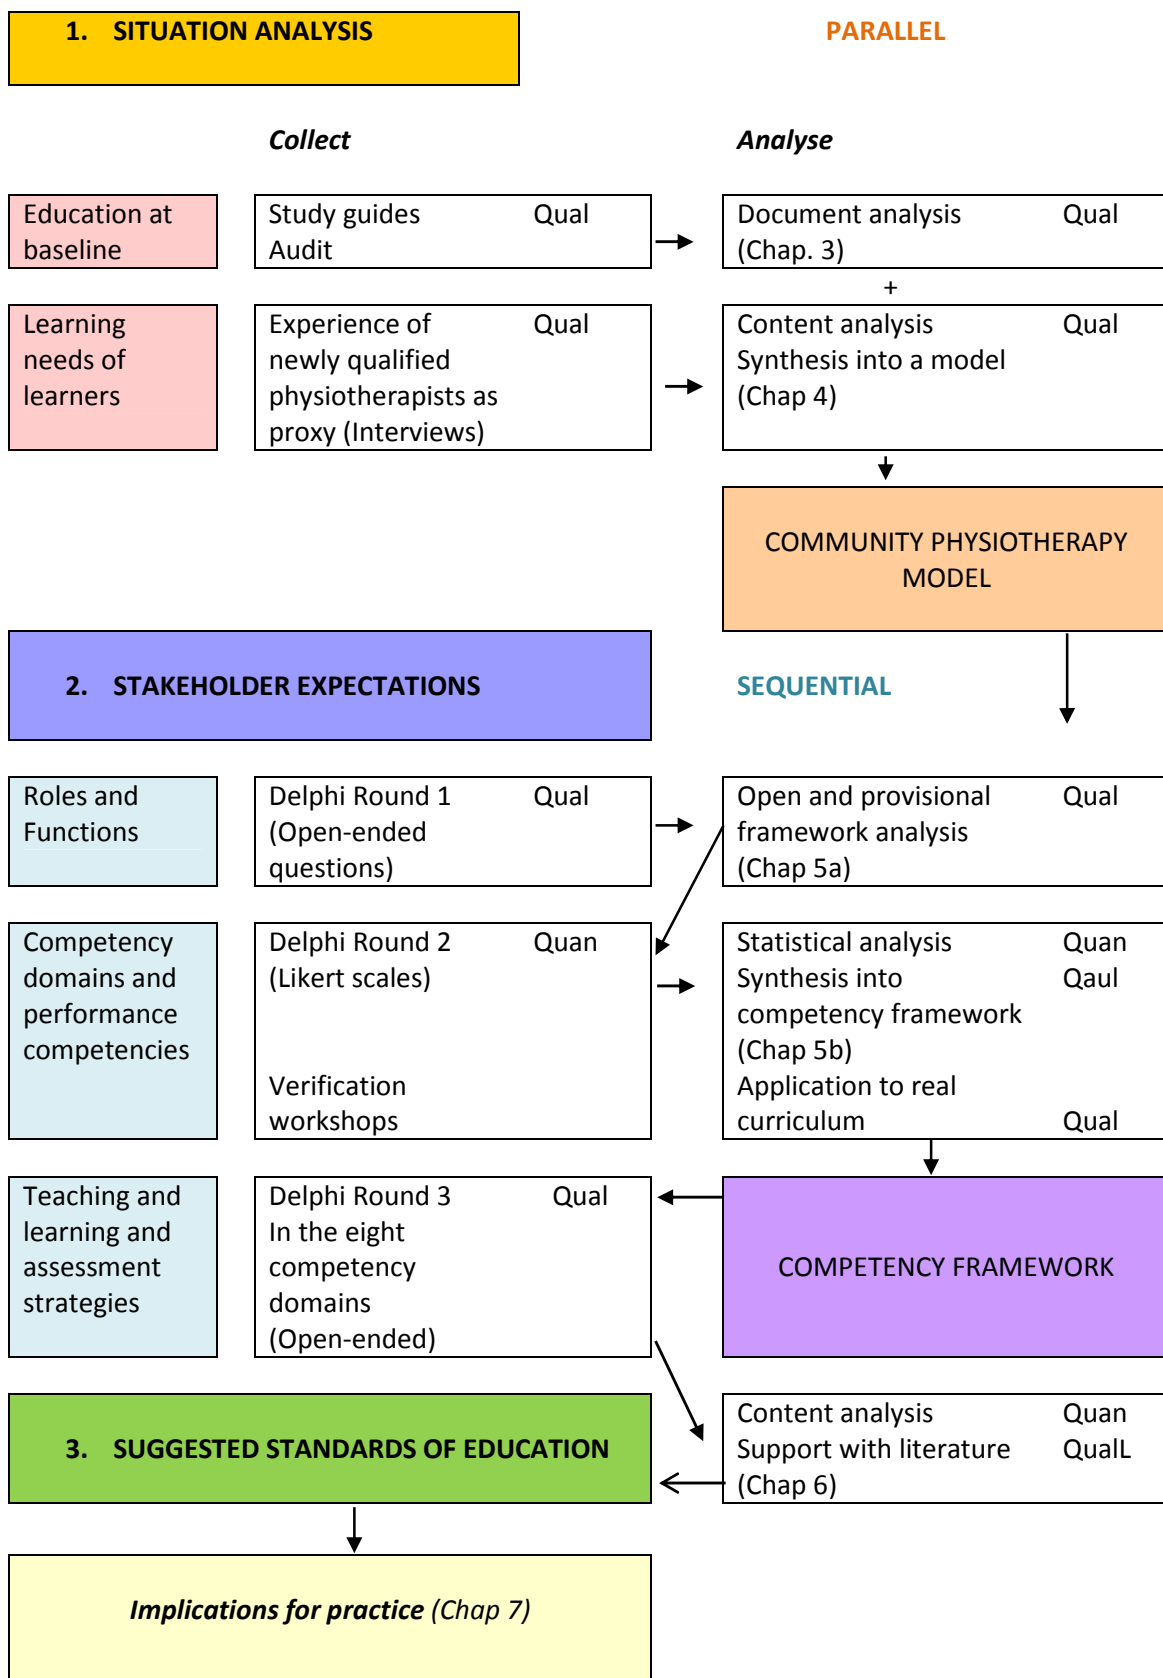 1. SITUATION ANALYSIS
PARALLEL
Collect
Analyse
Education at
baseline
Study guides Qual
Audit
Document analysis Qual
(Chap. 3)
+
Learning
needs of
learners
Experience of Qual
newly qualified
physiotherapists as
proxy (Interviews)
Content analysis Qual
Synthesis into a model
(Chap 4)
COMMUNITY PHYSIOTHERAPY
MODEL
2. STAKEHOLDER EXPECTATIONS
SEQUENTIAL
Roles and
Functions
Delphi Round 1 Qual
(Open-ended
questions)
Open and provisional Qual
framework analysis
(Chap 5a)
Competency
domains and
performance
competencies
Delphi Round 2 Quan
(Likert scales)
Verification
workshops
Statistical analysis Quan
Synthesis into Qaul
competency framework
(Chap 5b)
Application to real
curriculum Qual
Teaching and
learning and
assessment
strategies
Delphi Round 3 Qual
In the eight
competency
domains
(Open-ended)
COMPETENCY FRAMEWORK
3. SUGGESTED STANDARDS OF EDUCATION
Content analysis Quan
Support with literature QualL
(Chap 6)
Implications for practice (Chap 7)